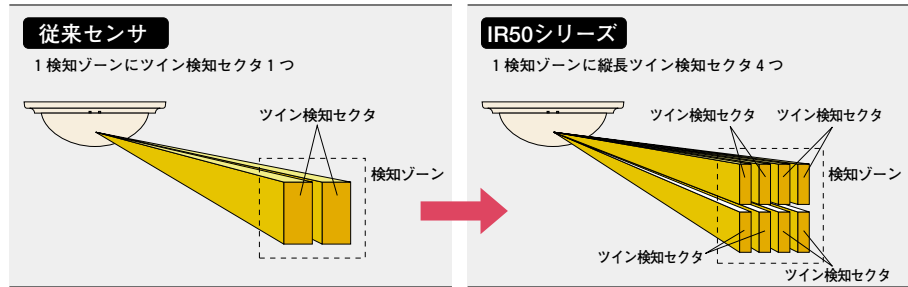 従来センサ
1検知ゾーンにツイン検知セクタ1つ
ツイン検知セクタ
検知ゾーン
IR50シリーズ
1検知ゾーンに縦長ツイン検知セクタ4つ
ツイン検知セクタ
ツイン検知セクタ
検知ゾーン
ツイン検知セクタ
ツイン検知セクタ